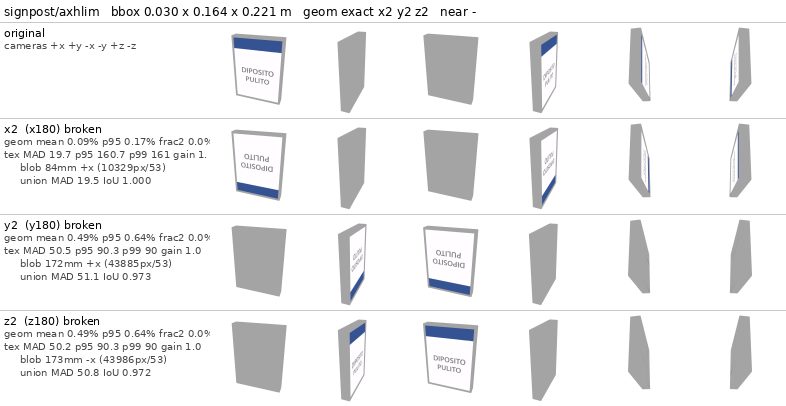 signpost/axhlim bbox 0.030 x 0.164 x 0.221 m geom exact x2 y2 z2 near -
original
cameras +x +y -x -y +z -z
DIPOSITO
PULITO
DIPOSITO
PULITO
x2 (x180) broken
geom mean 0.09% p95 0.17% frac2 0.0%
tex MAD 19.7 p95 160.7 p99 161 gain 1.
blob 84mm +x (10329px/53)
union MAD 19.5 IoU 1.000
DIPOSITO
PULITO
y2 (y180) broken
geom mean 0.49% p95 0.64% frac2 0.0%
tex MAD 50.5 p95 90.3 p99 90 gain 1.0
blob 172mm +x (43885px/53)
union MAD 51.1 IoU 0.973
DIPOSITO
PULITO
z2 (z180) broken
geom mean 0.49% p95 0.64% frac2 0.0%
tex MAD 50.2 p95 90.3 p99 90 gain 1.0
blob 173mm -x (43986px/53)
union MAD 50.8 IoU 0.972
DIPOSITO
PULITO